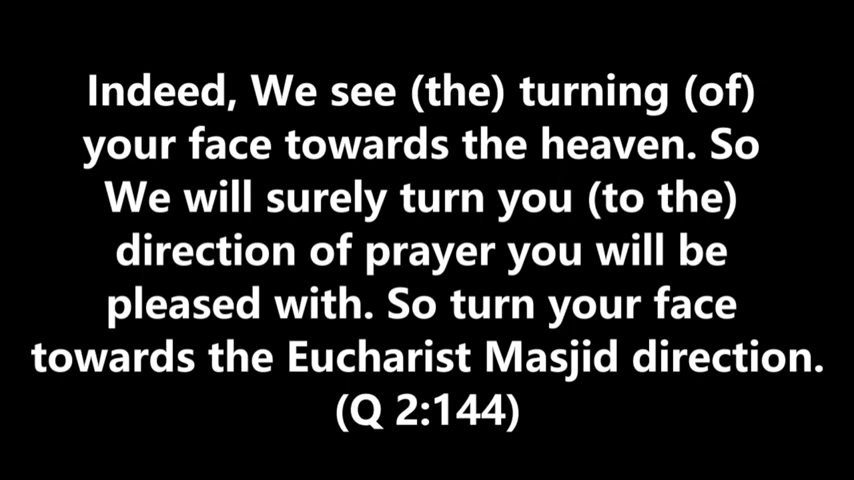 Indeed, We see (the) turning (of)
your face towards the heaven. So
We will surely turn you (to the)
direction of prayer you will be
pleased with. So turn your face
towards the Eucharist Masjid direction.
(Q 2:144)